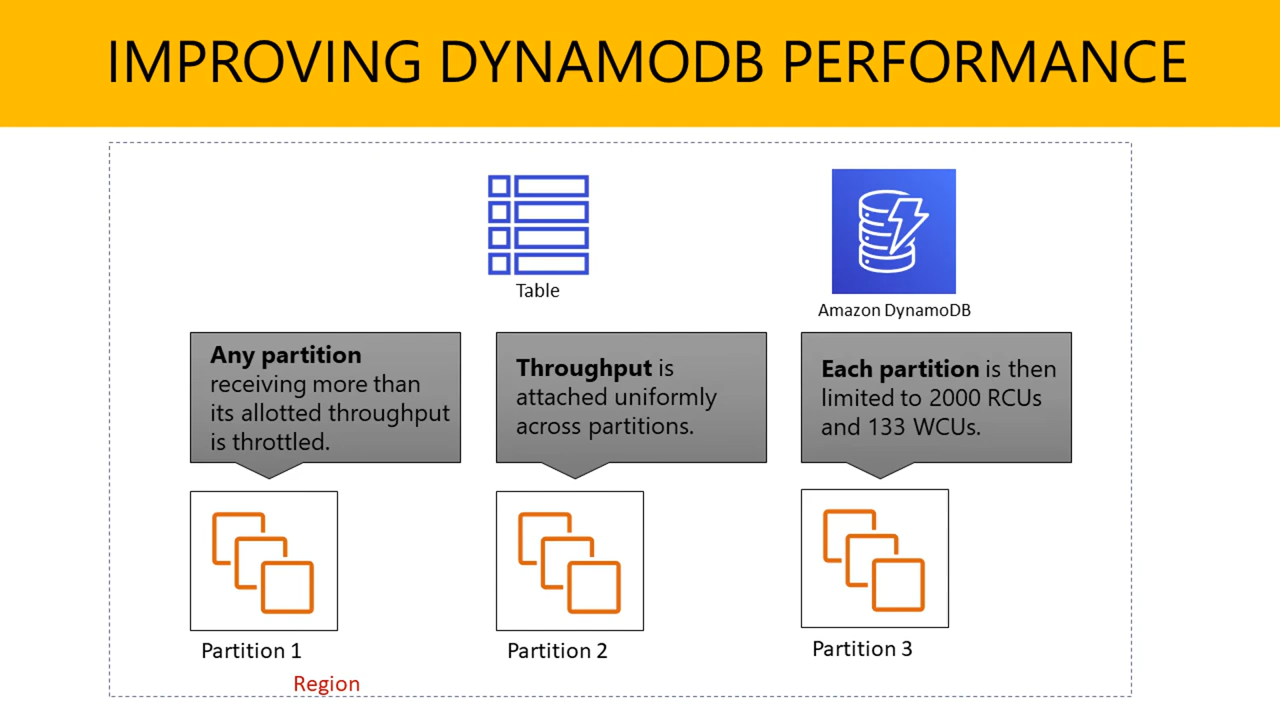 IMPROVING DYNAMODB PERFORMANCE
Table
Amazon DynamoDB
Any partition
receiving more than
its allotted throughput
is throttled.
Throughput is
attached uniformly
across partitions.
Each partition is then
limited to 2000 RCUs
and 133 WCUs.
Partition 1
Partition 2
Partition 3
Region